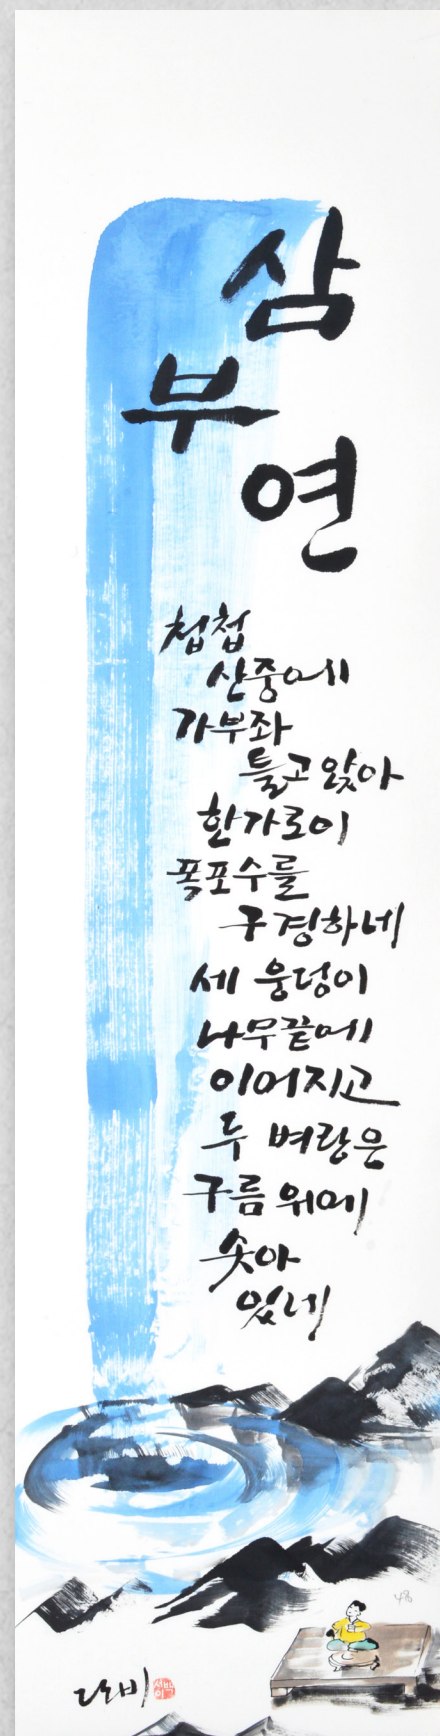 삼
부
연
첩첩
산중에
가부좌
틀고 앉아
한가로이
폭포수를
구경하네
세 웅덩이
나무끝에
이어지고
두 벼랑은
구름 위에
솟아
있네
48